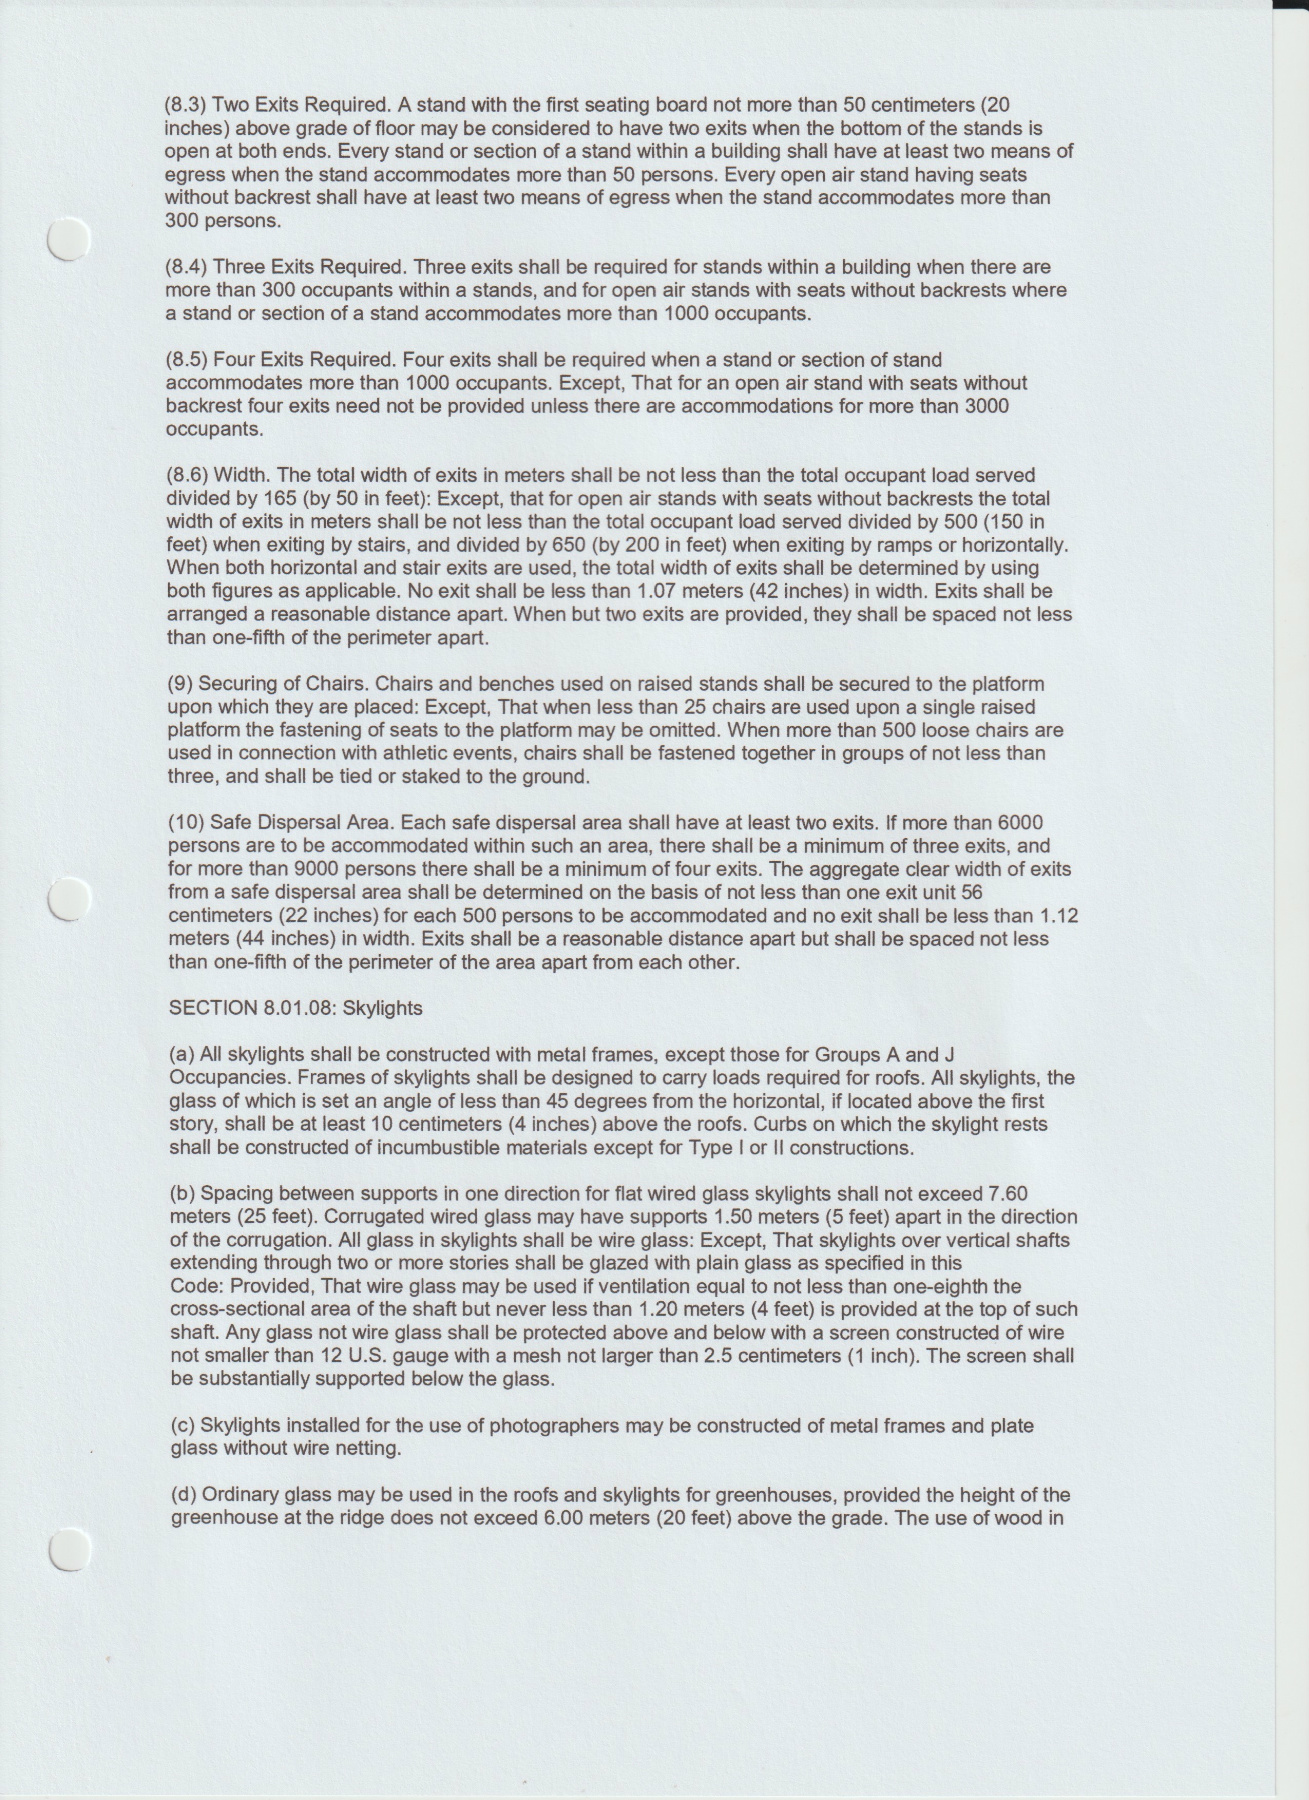 (8.3) Two Exits Required. A stand with the first seating board not more than 50 centimeters (20
inches) above grade of floor may be considered to have two exits when the bottom of the stands is
open at both ends. Every stand or section of a stand within a building shall have at least two means of
egress when the stand accommodates more than 50 persons. Every open air stand having seats
without backrest shall have at least two means of egress when the stand accommodates more than
300 persons.
(8.4) Three Exits Required. Three exits shall be required for stands within a building when there are
more than 300 occupants within a stands, and for open air stands with seats without backrests where
a stand or section of a stand accommodates more than 1000 occupants.
(8.5) Four Exits Required. Four exits shall be required when a stand or section of stand
accommodates more than 1000 occupants. Except, That for an open air stand with seats without
backrest four exits need not be provided unless there are accommodations for more than 3000
occupants.
(8.6) Width. The total width of exits in meters shall be not less than the total occupant load served
divided by 165 (by 50 in feet): Except, that for open air stands with seats without backrests the total
width of exits in meters shall be not less than the total occupant load served divided by 500 (150 in
feet) when exiting by stairs, and divided by 650 (by 200 in feet) when exiting by ramps or horizontally.
When both horizontal and stair exits are used, the total width of exits shall be determined by using
both figures as applicable. No exit shall be less than 1.07 meters (42 inches) in width. Exits shall be
arranged a reasonable distance apart. When but two exits are provided, they shall be spaced not less
than one-fifth of the perimeter apart.
(9) Securing of Chairs. Chairs and benches used on raised stands shall be secured to the platform
upon which they are placed: Except, That when less than 25 chairs are used upon a single raised
platform the fastening of seats to the platform may be omitted. When more than 500 loose chairs are
used in connection with athletic events, chairs shall be fastened together in groups of not less than
three, and shall be tied or staked to the ground.
(10) Safe Dispersal Area. Each safe dispersal area shall have at least two exits. If more than 6000
persons are to be accommodated within such an area, there shall be a minimum of three exits, and
for more than 9000 persons there shall be a minimum of four exits. The aggregate clear width of exits
from a safe dispersal area shall be determined on the basis of not less than one exit unit 56
centimeters (22 inches) for each 500 persons to be accommodated and no exit shall be less than 1.12
meters (44 inches) in width. Exits shall be a reasonable distance apart but shall be spaced not less
than one-fifth of the perimeter of the area apart from each other.
SECTION 8.01.08: Skylights
(a) All skylights shall be constructed with metal frames, except those for Groups A and J
Occupancies. Frames of skylights shall be designed to carry loads required for roofs. All skylights, the
glass of which is set an angle of less than 45 degrees from the horizontal, if located above the first
story, shall be at least 10 centimeters (4 inches) above the roofs. Curbs on which the skylight rests
shall be constructed of incumbustible materials except for Type I or II constructions.
(b) Spacing between supports in one direction for flat wired glass skylights shall not exceed 7.60
meters (25 feet). Corrugated wired glass may have supports 1.50 meters (5 feet) apart in the direction
of the corrugation. All glass in skylights shall be wire glass: Except, That skylights over vertical shafts
extending through two or more stories shall be glazed with plain glass as specified in this
Code: Provided, That wire glass may be used if ventilation equal to not less than one-eighth the
cross-sectional area of the shaft but never less than 1.20 meters (4 feet) is provided at the top of such
shaft. Any glass not wire glass shall be protected above and below with a screen constructed of wire
not smaller than 12 U.S. gauge with a mesh not larger than 2.5 centimeters (1 inch). The screen shall
be substantially supported below the glass.
(c) Skylights installed for the use of photographers may be constructed of metal frames and plate
glass without wire netting.
(d) Ordinary glass may be used in the roofs and skylights for greenhouses, provided the height of the
greenhouse at the ridge does not exceed 6.00 meters (20 feet) above the grade. The use of wood in